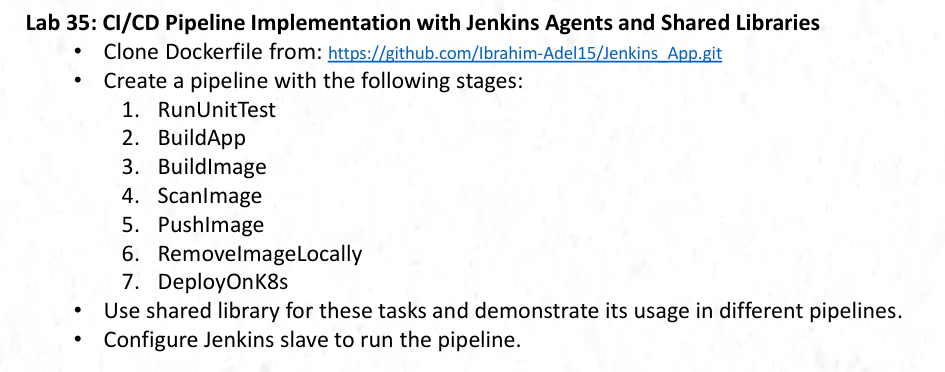 Lab 35: CI/CD Pipeline Implementation with Jenkins Agents and Shared Libraries
• Clone Dockerfile from: https://github.com/Ibrahim-Adel15/Jenkins_App.git
• Create a pipeline with the following stages:
1. RunUnitTest
2. BuildApp
3. BuildImage
4. ScanImage
5. PushImage
6. RemoveImageLocally
7. DeployOnK8s
• Use shared library for these tasks and demonstrate its usage in different pipelines.
• Configure Jenkins slave to run the pipeline.